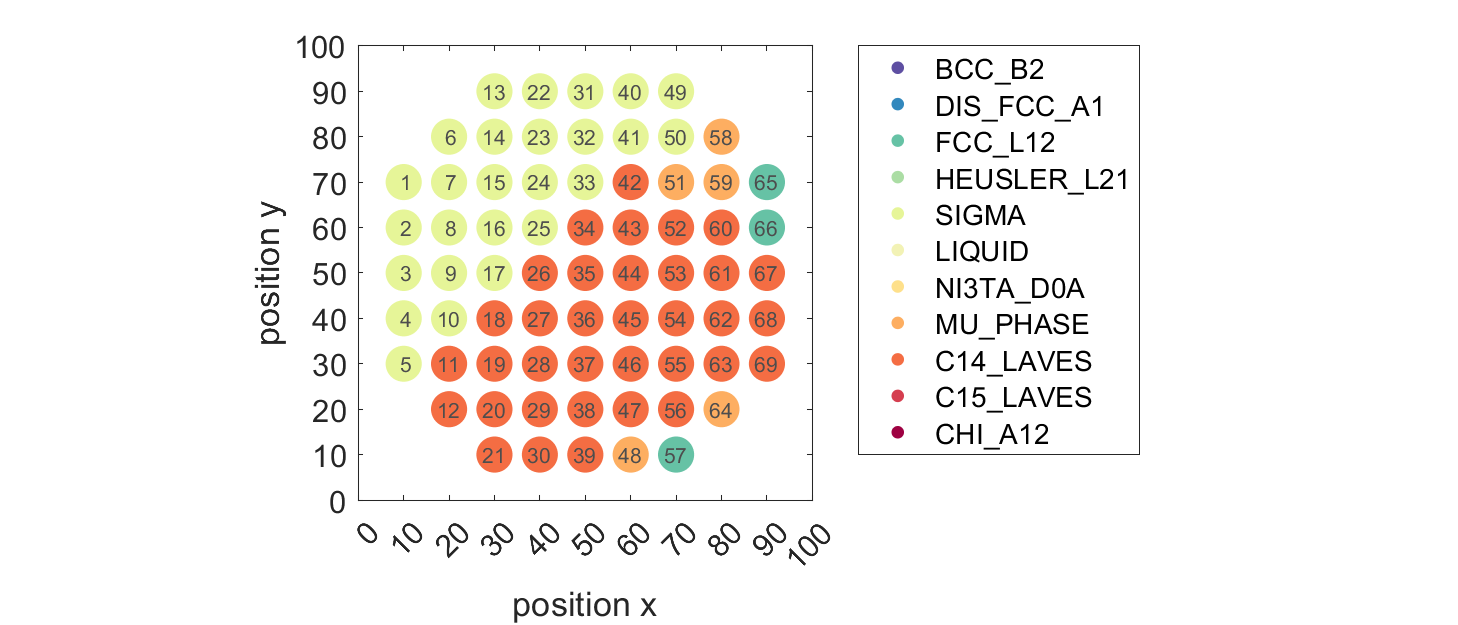 100
90
80
70
60
50
40
30
20
10
0
position y
13 22 31 40 49
6 14 23 32 41 50 58
1 7 15 24 33 42 51 59 65
2 8 16 25 34 43 52 60 66
3 9 17 26 35 44 53 61 67
4 10 18 27 36 45 54 62 68
5 11 19 28 37 46 55 63 69
12 20 29 38 47 56 64
21 30 39 48 57
0 10 20 30 40 50 60 70 80 90 100
position x
BCC_B2
DIS_FCC_A1
FCC_L12
HEUSLER_L21
SIGMA
LIQUID
NI3TA_D0A
MU_PHASE
C14_LAVES
C15_LAVES
CHI_A12